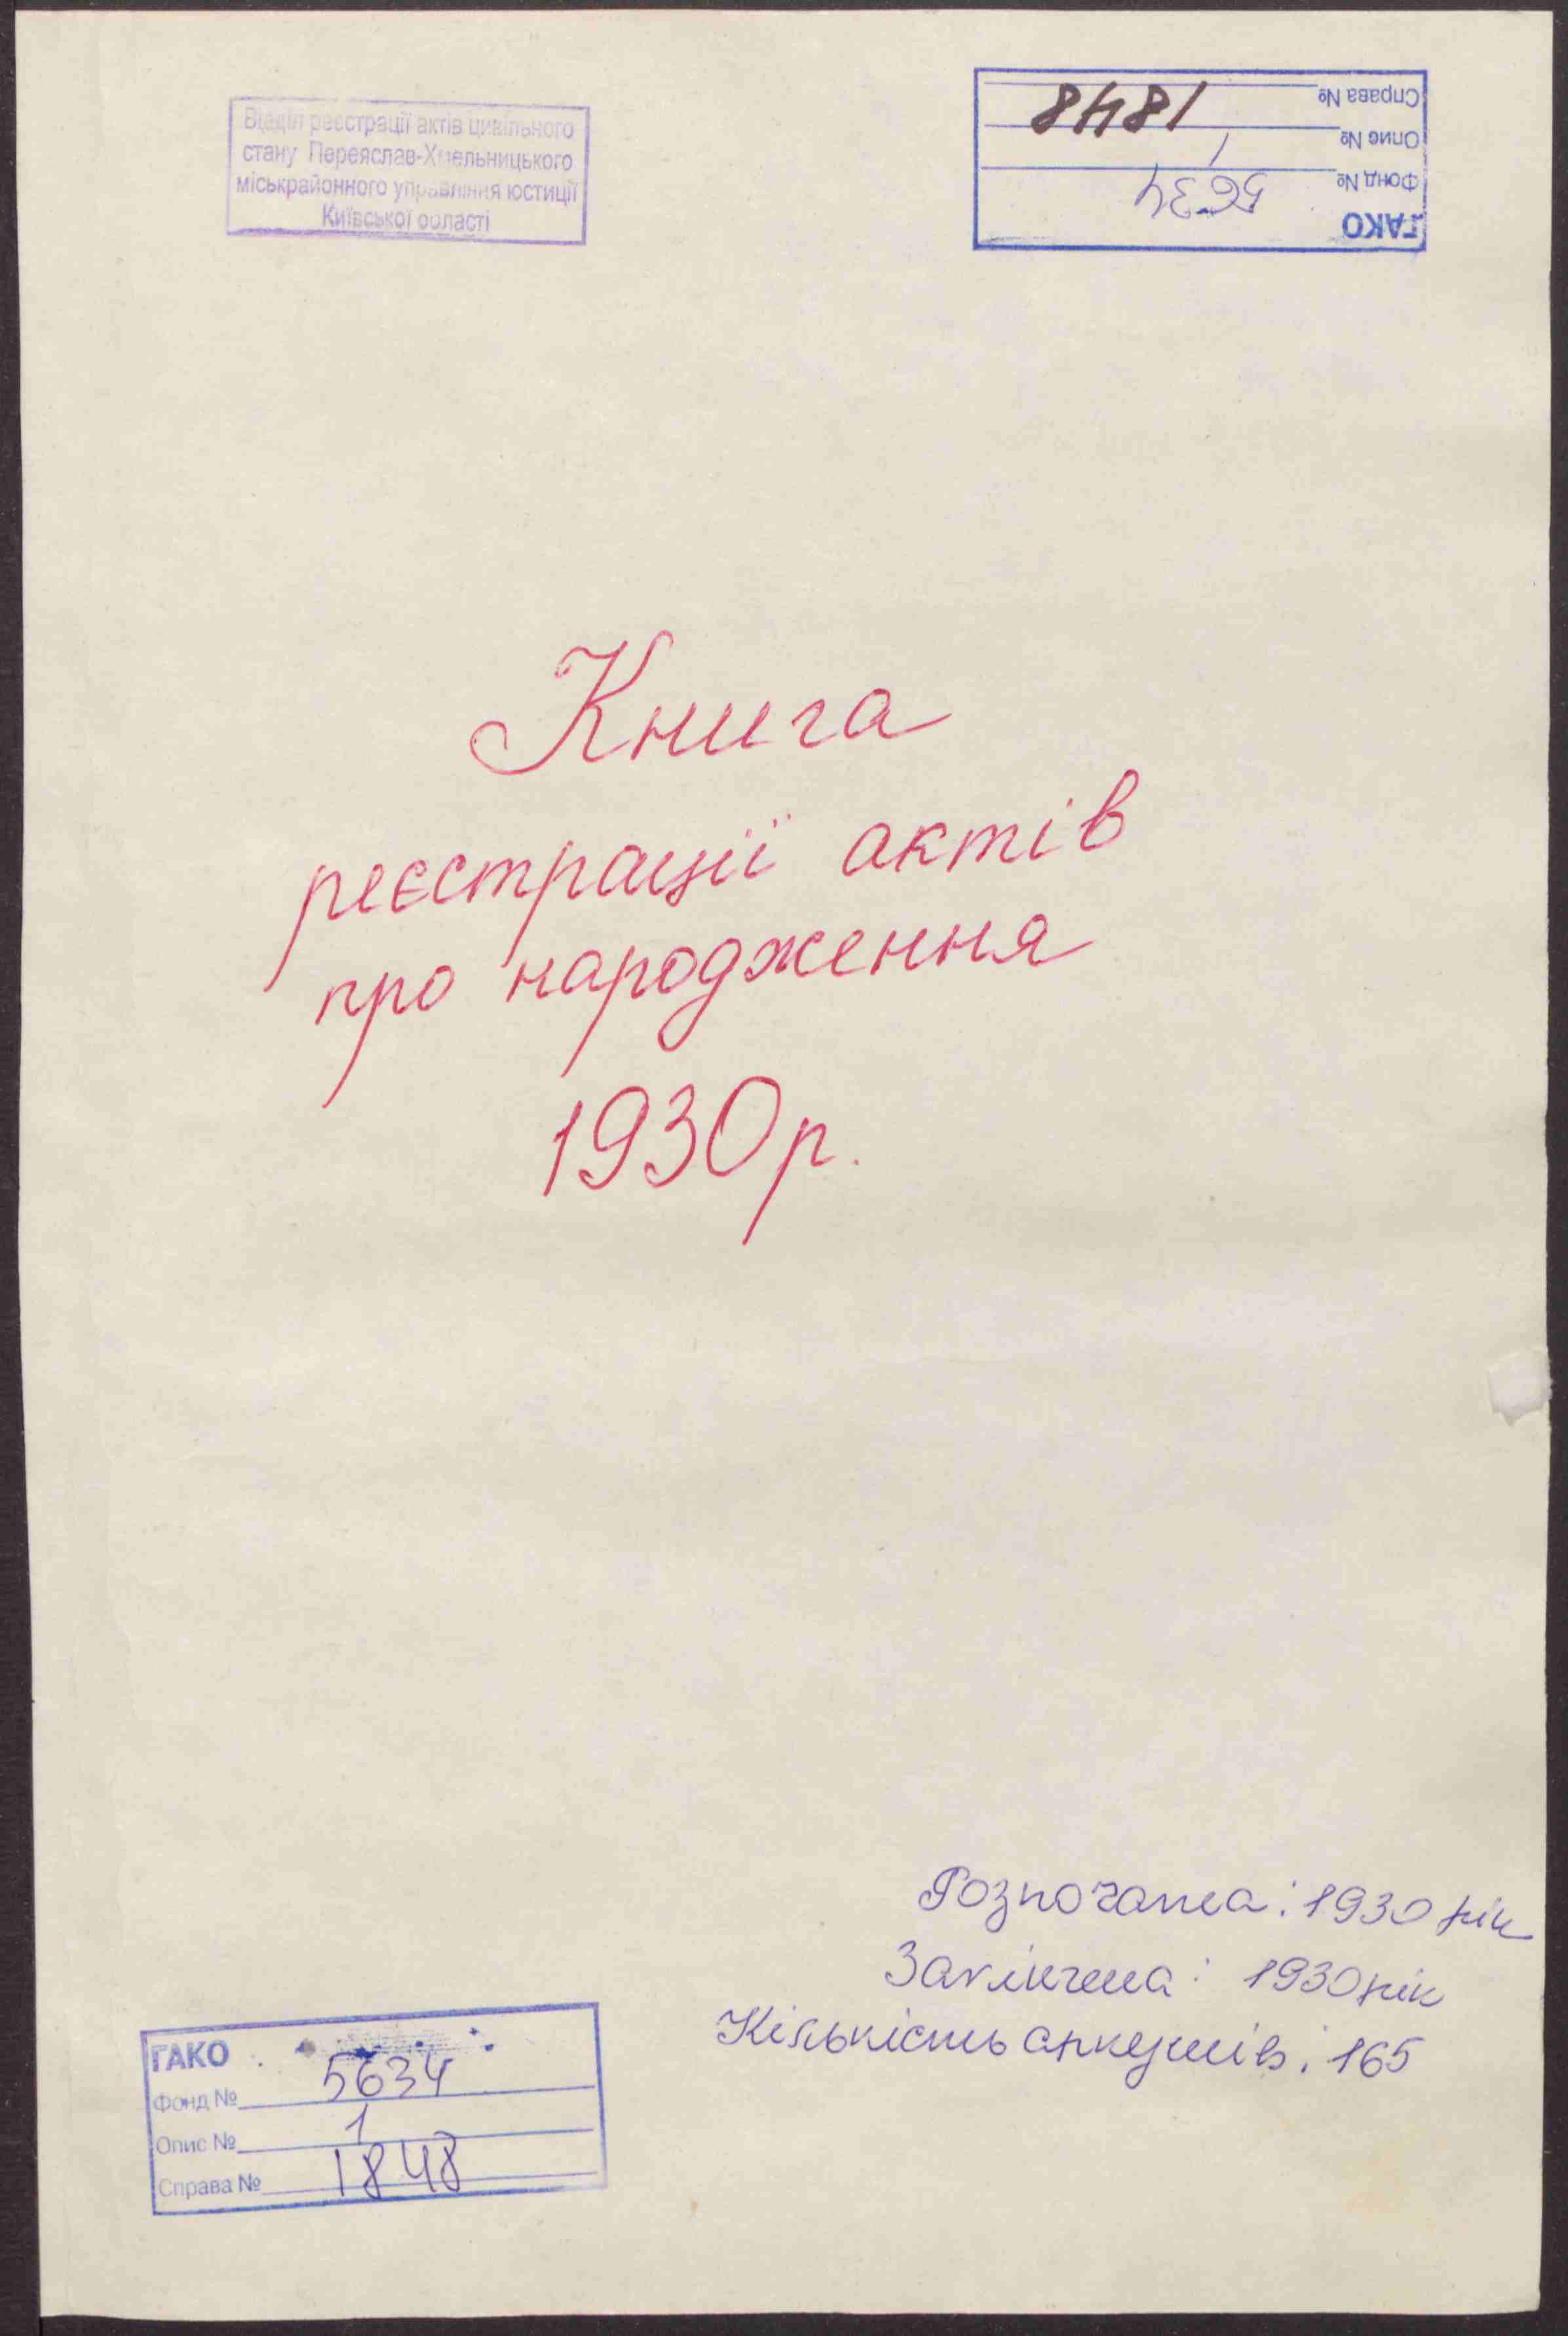 Відділ реєстрації актів цивільного
стану Переяслав-Хмельницького
міськрайонного управління юстиції
Київської області
ГАКО
Фонд № 5634
Опис № 1
Справа № 1848
Книга
реєстрації актів
про народження
1930 р.
Розпочата: 1930 рік
Закінчена: 1930 рік
Кількість аркушів: 165
ГАКО
Фонд № 5634
Опис № 1
Справа № 1848